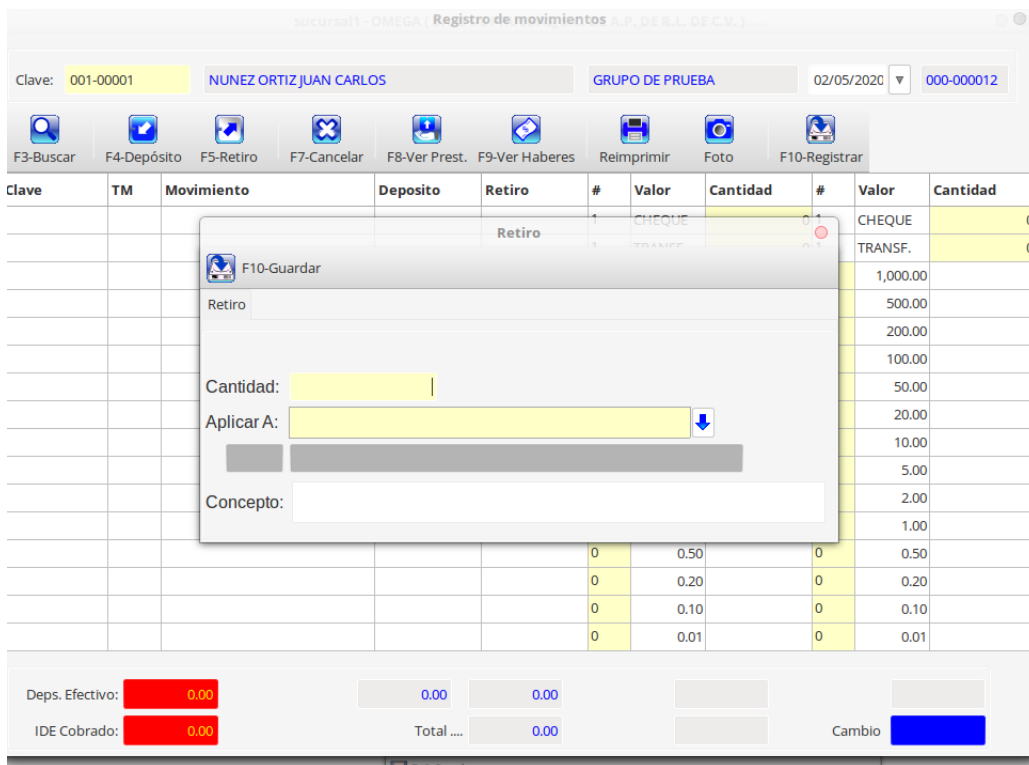 sucursal1 - OMEGA ( Registro de movimientos A.P. DE R.L. DE C.V. )
Clave: 001-00001 NUNEZ ORTIZ JUAN CARLOS GRUPO DE PRUEBA 02/05/2020 000-000012
F3-Buscar F4-Depósito F5-Retiro F7-Cancelar F8-Ver Prest. F9-Ver Haberes Reimprimir Foto F10-Registrar
Clave TM Movimiento Deposito Retiro # Valor Cantidad # Valor Cantidad
1 CHEQUE 0 1 CHEQUE 0
Retiro
1 TRANSF. 0 1 TRANSF. 0
F10-Guardar
1,000.00
Retiro
500.00
200.00
100.00
Cantidad:
50.00
Aplicar A:
20.00
10.00
5.00
2.00
Concepto:
1.00
0 0.50 0 0.50
0 0.20 0 0.20
0 0.10 0 0.10
0 0.01 0 0.01
Deps. Efectivo: 0.00 0.00 0.00
IDE Cobrado: 0.00 Total .... 0.00 Cambio